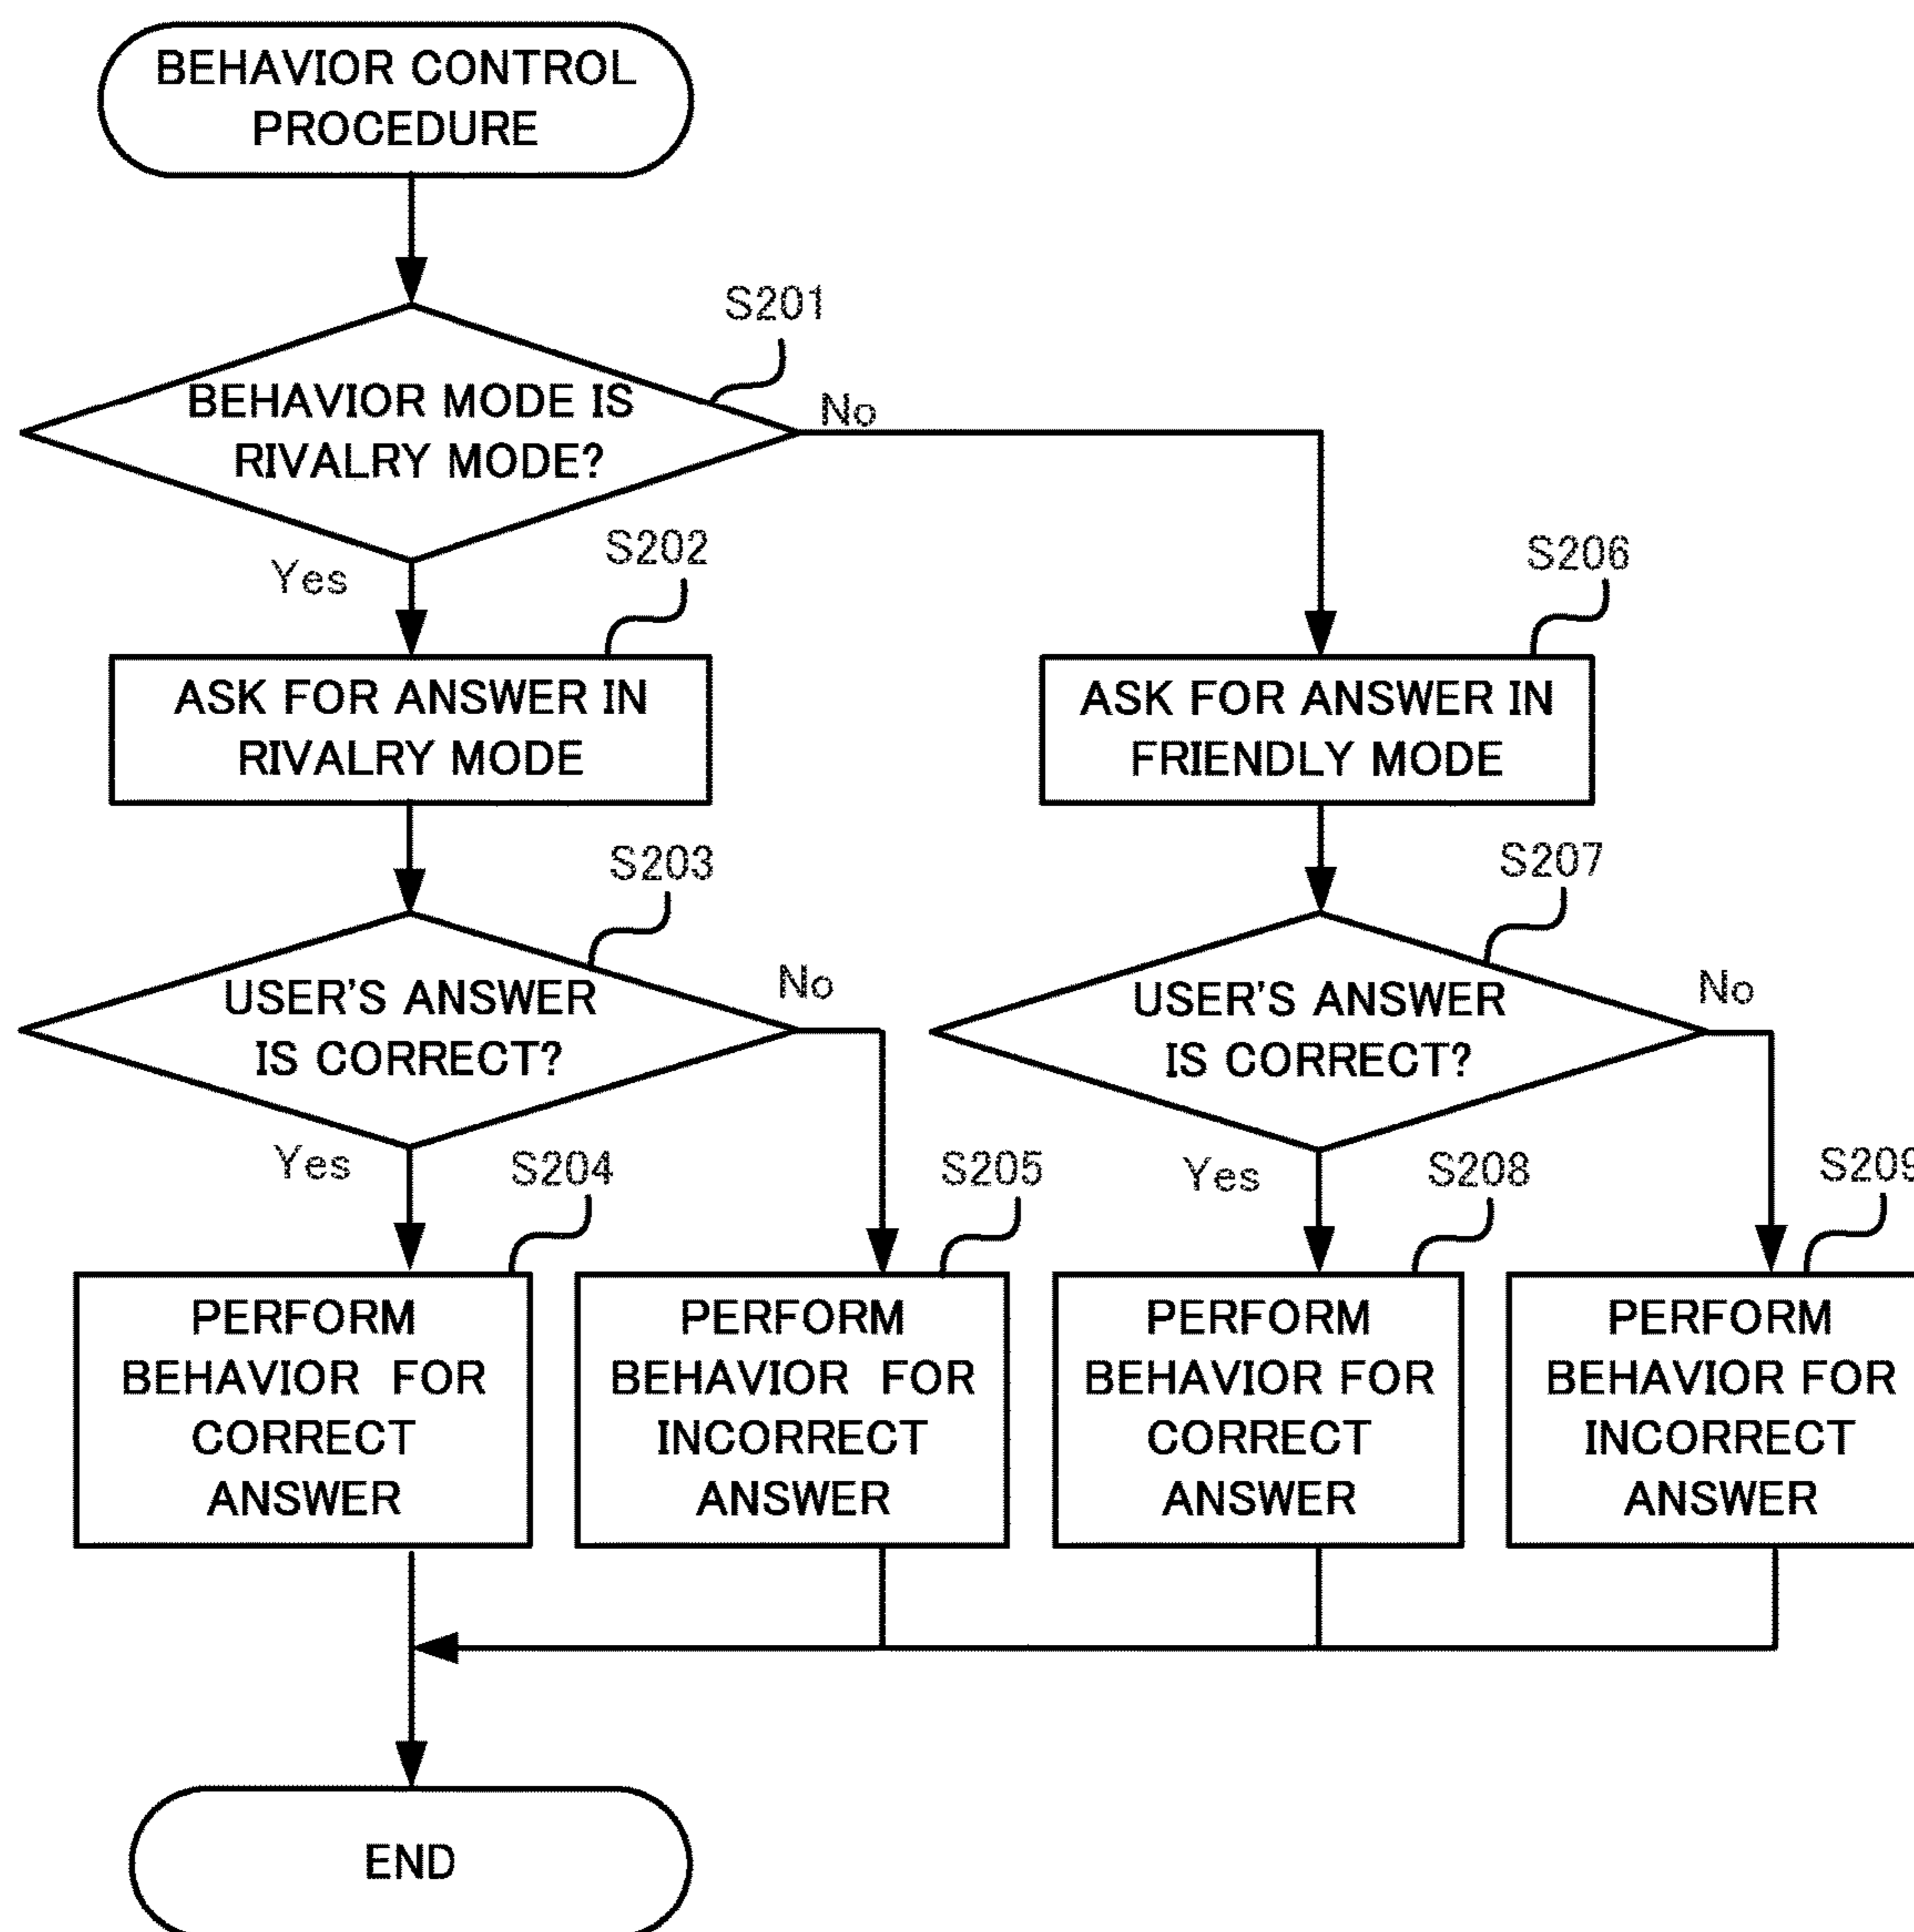 BEHAVIOR CONTROL
PROCEDURE
S201
BEHAVIOR MODE IS
RIVALRY MODE?
No
Yes
S202
ASK FOR ANSWER IN
RIVALRY MODE
S206
ASK FOR ANSWER IN
FRIENDLY MODE
S203
USER'S ANSWER
IS CORRECT?
No
Yes
S207
USER'S ANSWER
IS CORRECT?
No
Yes
S204
PERFORM
BEHAVIOR FOR
CORRECT
ANSWER
S205
PERFORM
BEHAVIOR FOR
INCORRECT
ANSWER
S208
PERFORM
BEHAVIOR FOR
CORRECT
ANSWER
S209
PERFORM
BEHAVIOR FOR
INCORRECT
ANSWER
END